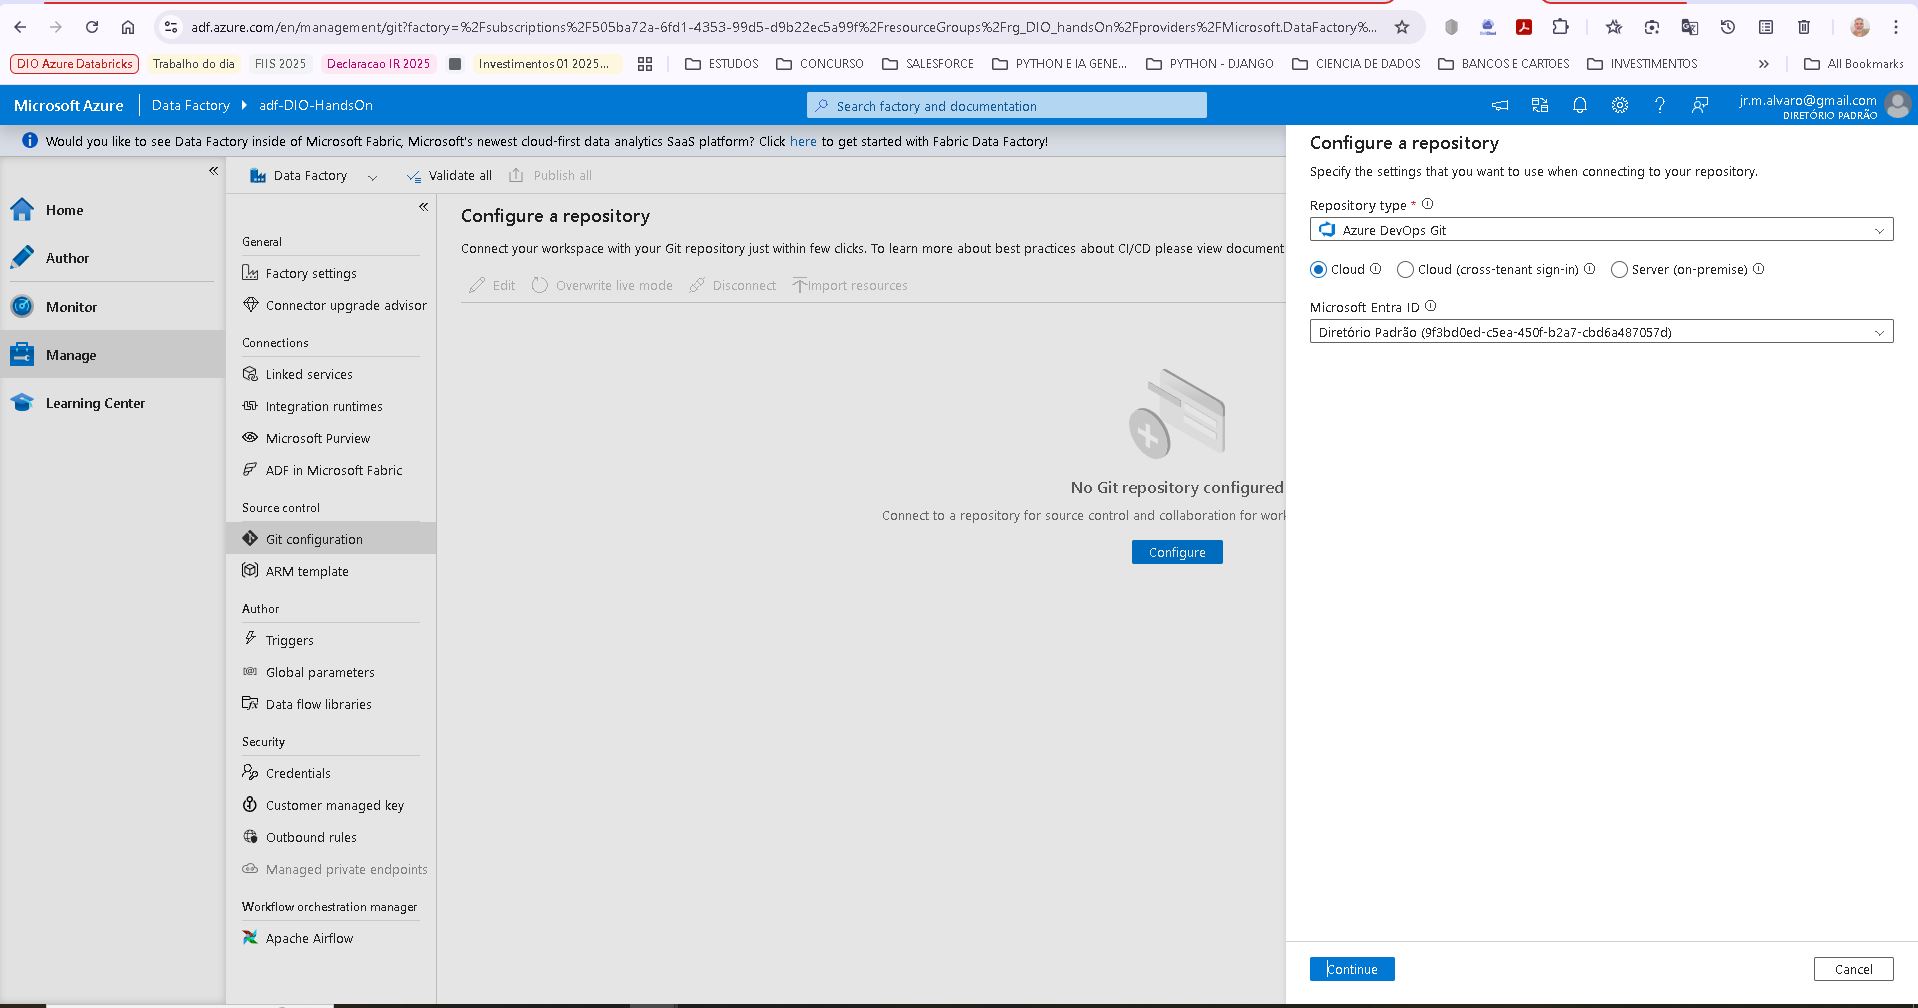 adf.azure.com/en/management/git?factory=%2Fsubscriptions%2F505ba72a-6fd1-4353-99d5-d9b22ec5a99f%2FresourceGroups%2Frg_DIO_handsOn%2Fproviders%2FMicrosoft.DataFactory%...
DIO Azure Databricks Trabalho do dia FIIS 2025 Declaracao IR 2025 Investimentos 01 2025... ESTUDOS CONCURSO SALESFORCE PYTHON E IA GENE... PYTHON - DJANGO CIENCIA DE DADOS BANCOS E CARTOES INVESTIMENTOS » All Bookmarks
Microsoft Azure Data Factory adf-DIO-HandsOn Search factory and documentation jr.m.alvaro@gmail.com
DIRETÓRIO PADRÃO
Would you like to see Data Factory inside of Microsoft Fabric, Microsoft's newest cloud-first data analytics SaaS platform? Click here to get started with Fabric Data Factory!
Home
Author
Monitor
Manage
Learning Center
Data Factory Validate all Publish all
General
Factory settings
Connector upgrade advisor
Connections
Linked services
Integration runtimes
Microsoft Purview
ADF in Microsoft Fabric
Source control
Git configuration
ARM template
Author
Triggers
Global parameters
Data flow libraries
Security
Credentials
Customer managed key
Outbound rules
Managed private endpoints
Workflow orchestration manager
Apache Airflow
Configure a repository
Connect your workspace with your Git repository just within few clicks. To learn more about best practices about CI/CD please view document
Edit Overwrite live mode Disconnect Import resources
No Git repository configured
Connect to a repository for source control and collaboration for work
Configure
Configure a repository
Specify the settings that you want to use when connecting to your repository.
Repository type *
Azure DevOps Git
Cloud Cloud (cross-tenant sign-in) Server (on-premise)
Microsoft Entra ID
Diretório Padrão (9f3bd0ed-c5ea-450f-b2a7-cbd6a487057d)
Continue Cancel